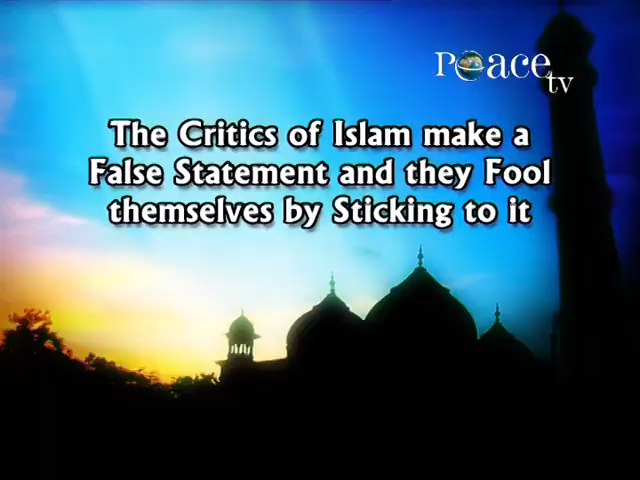 Peace
tv
The Critics of Islam make a
False Statement and they Fool
themselves by Sticking to it